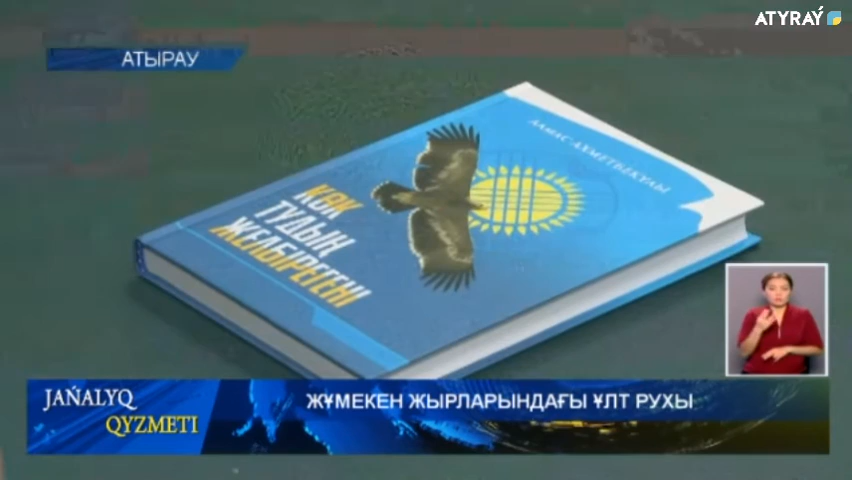 ATYRAÝ
АТЫРАУ
АЛМАС АХМЕТБЕКҰЛЫ
КӨК
ТУДЫҢ
ЖЕЛБІРЕГЕНІ
JAŃALYQ
QYZMETI
ЖҰМЕКЕН ЖЫРЛАРЫНДАҒЫ ҰЛТ РУХЫ